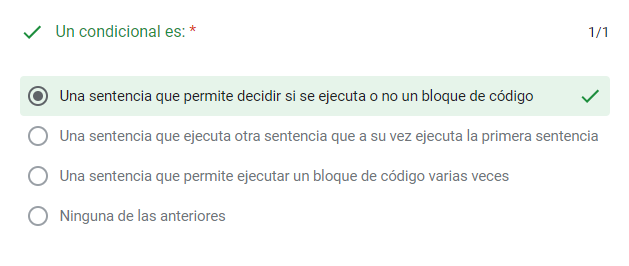 Un condicional es: * 1/1
Una sentencia que permite decidir si se ejecuta o no un bloque de código
Una sentencia que ejecuta otra sentencia que a su vez ejecuta la primera sentencia
Una sentencia que permite ejecutar un bloque de código varias veces
Ninguna de las anteriores